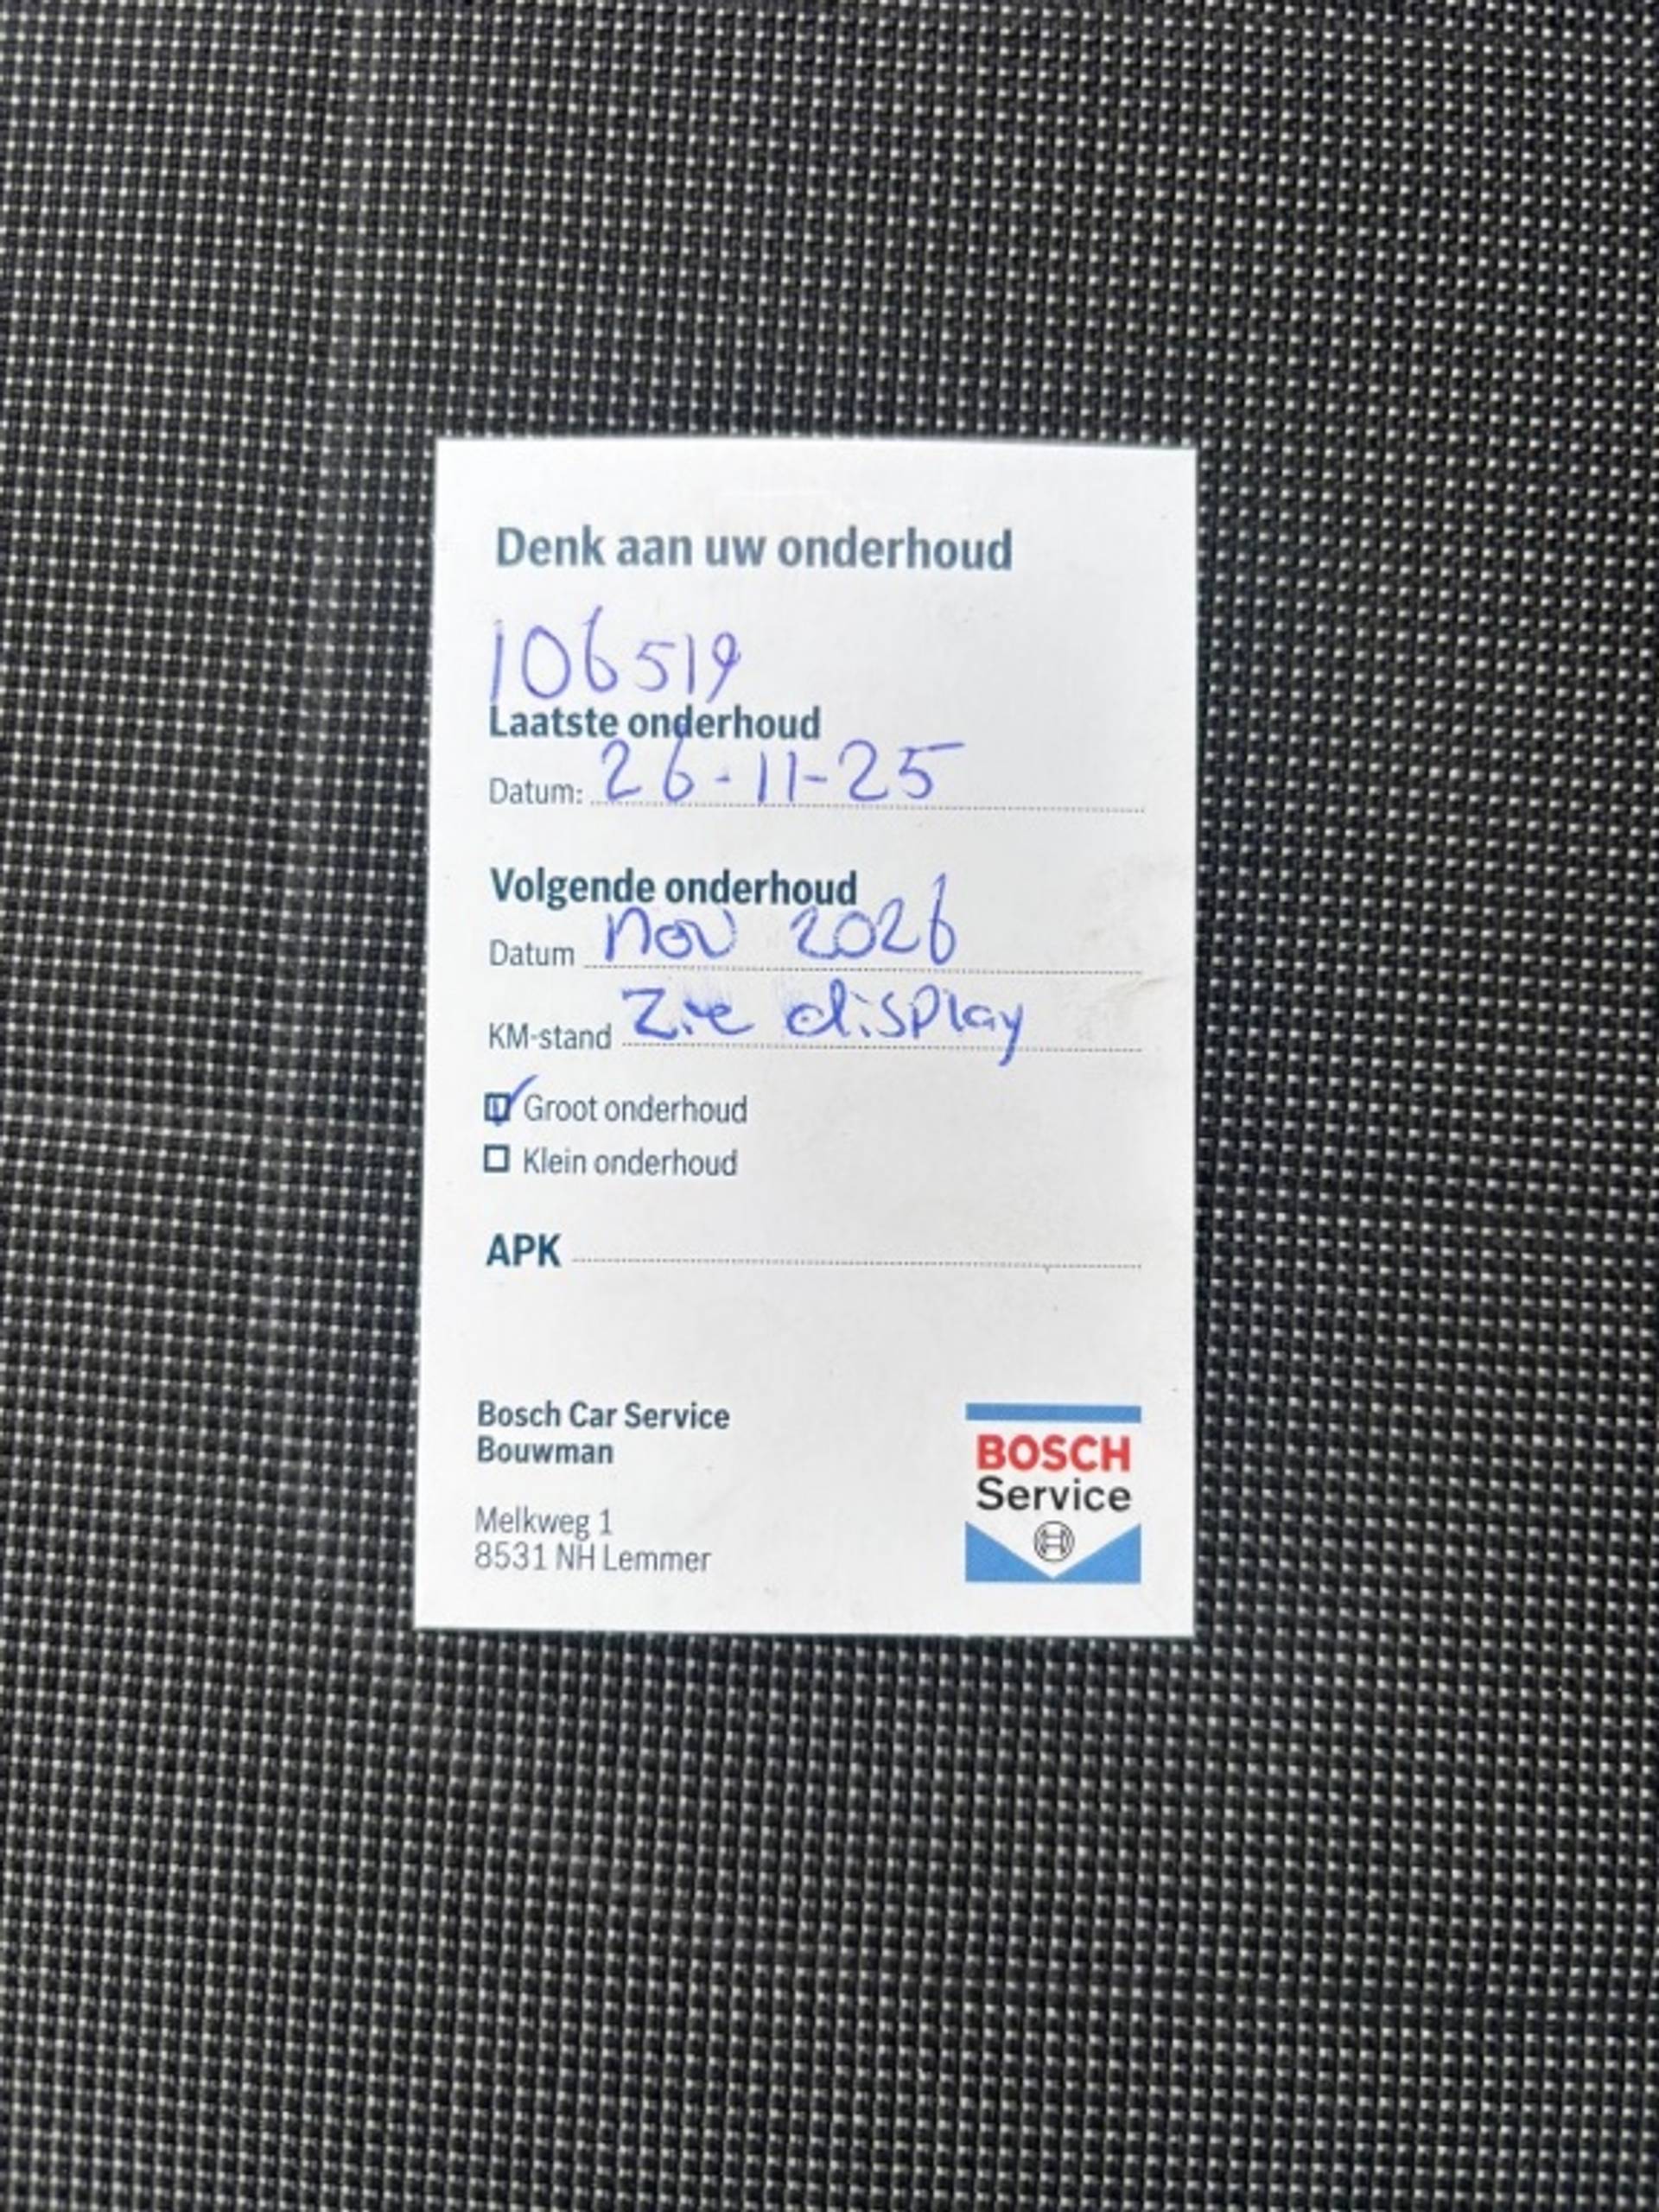 Denk aan uw onderhoud
106519
Laatste onderhoud
Datum: 26-11-25
Volgende onderhoud
Datum nov 2026
KM-stand zie display
Groot onderhoud
Klein onderhoud
APK
Bosch Car Service
Bouwman
Melkweg 1
8531 NH Lemmer
BOSCH
Service